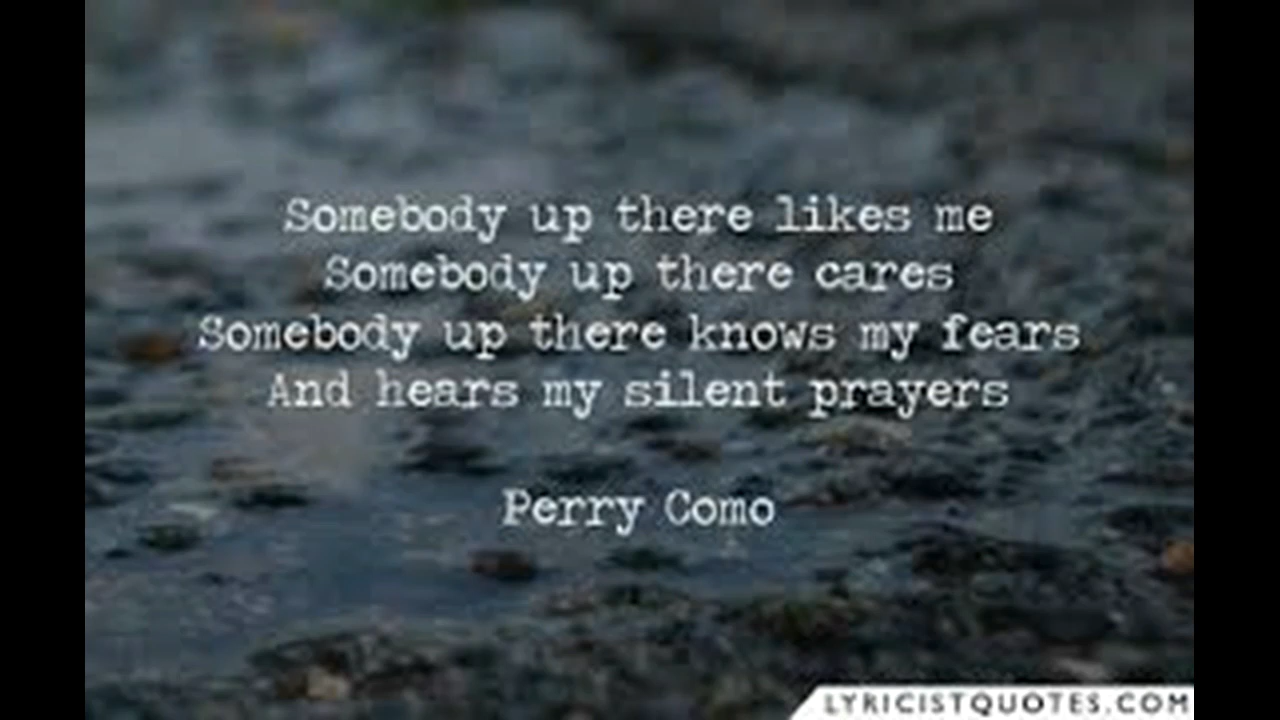 Somebody up there likes me
Somebody up there cares
Somebody up there knows my fears
And hears my silent prayers
Perry Como
LYRICISTQUOTES.COM